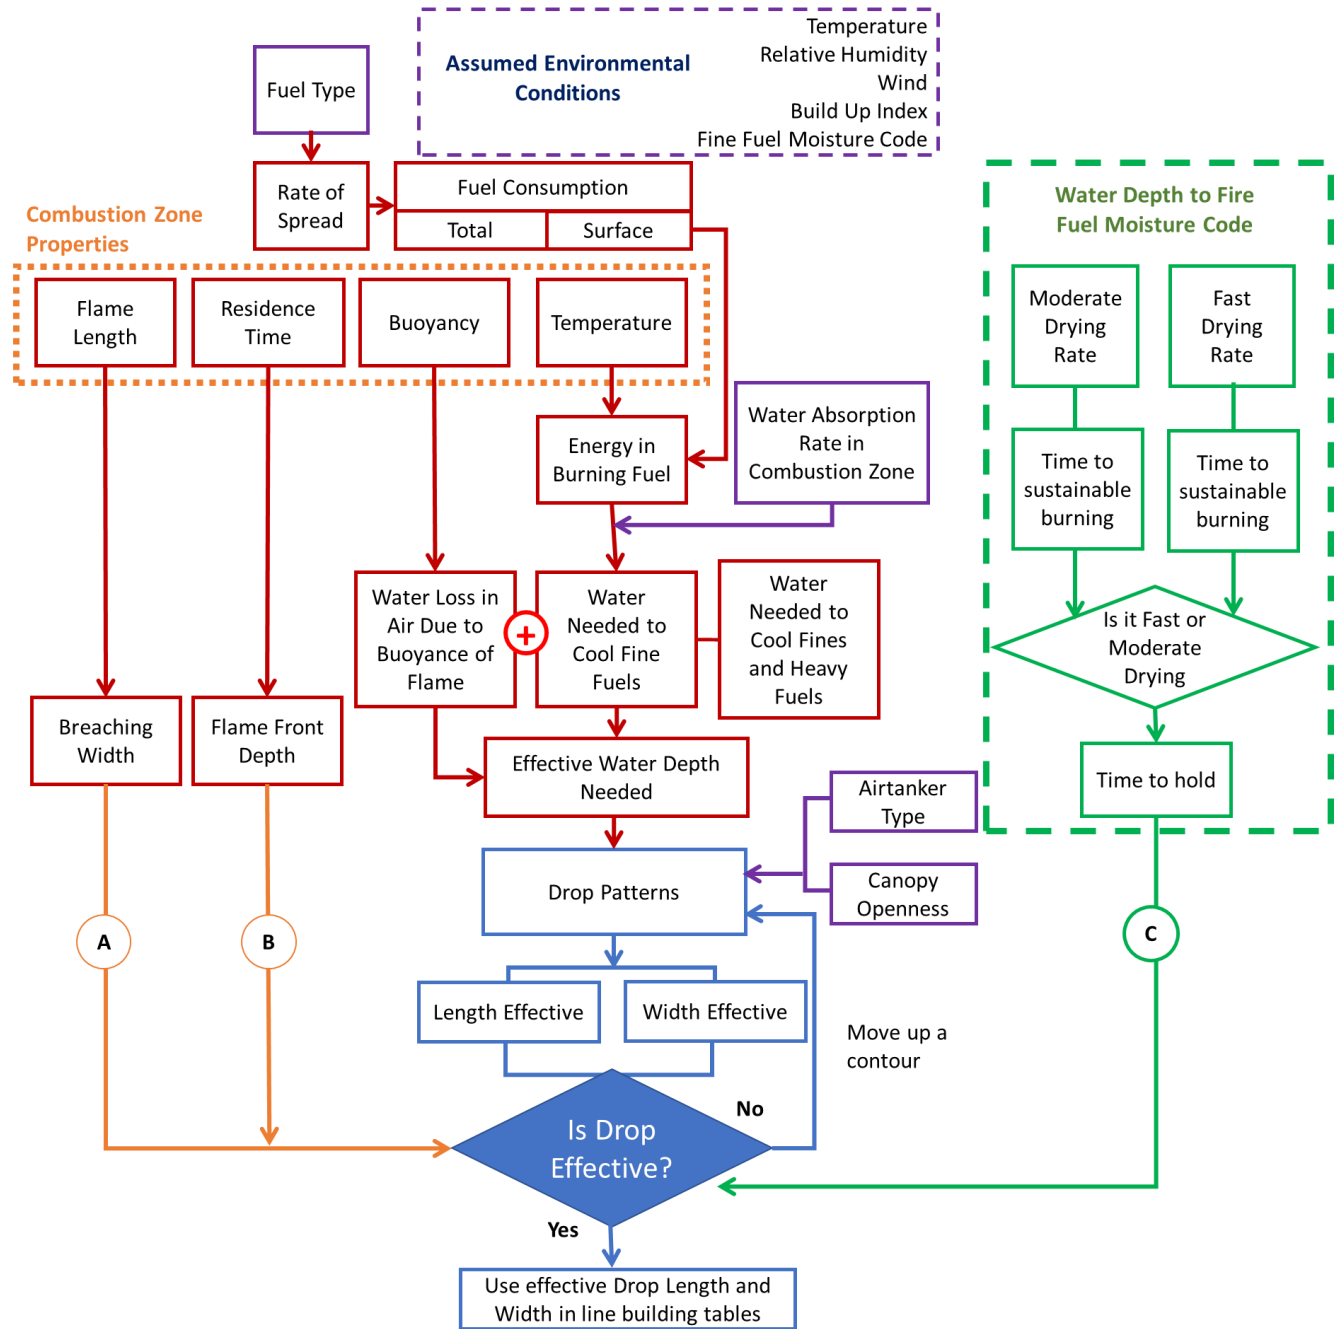 Temperature
Relative Humidity
Wind
Build Up Index
Fine Fuel Moisture Code
Assumed Environmental
Conditions
Fuel Type
Rate of
Spread
Fuel Consumption
Total
Surface
Combustion Zone
Properties
Flame
Length
Residence
Time
Buoyancy
Temperature
Water Depth to Fire
Fuel Moisture Code
Moderate
Drying
Rate
Fast
Drying
Rate
Energy in
Burning Fuel
Water Absorption
Rate in
Combustion Zone
Time to
sustainable
burning
Time to
sustainable
burning
Water Loss in
Air Due to
Buoyance of
Flame
+
Water
Needed to
Cool Fine
Fuels
Water
Needed to
Cool Fines
and Heavy
Fuels
Is it Fast or
Moderate
Drying
Breaching
Width
Flame Front
Depth
Effective Water Depth
Needed
Time to hold
Airtanker
Type
Drop Patterns
Canopy
Openness
A
B
C
Length Effective
Width Effective
Move up a
contour
No
Is Drop
Effective?
Yes
Use effective Drop Length and
Width in line building tables